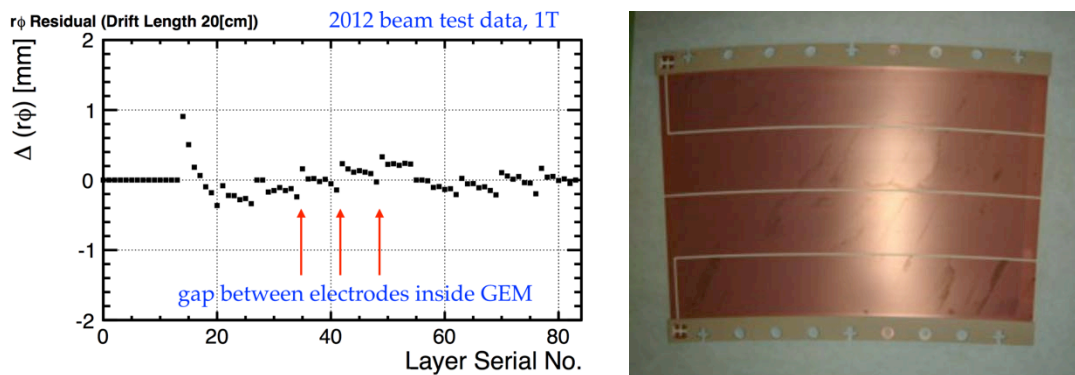 rϕ Residual (Drift Length 20[cm])
2012 beam test data, 1T
Δ (rϕ) [mm]
2
1
0
-1
-2
gap between electrodes inside GEM
0 20 40 60 80
Layer Serial No.